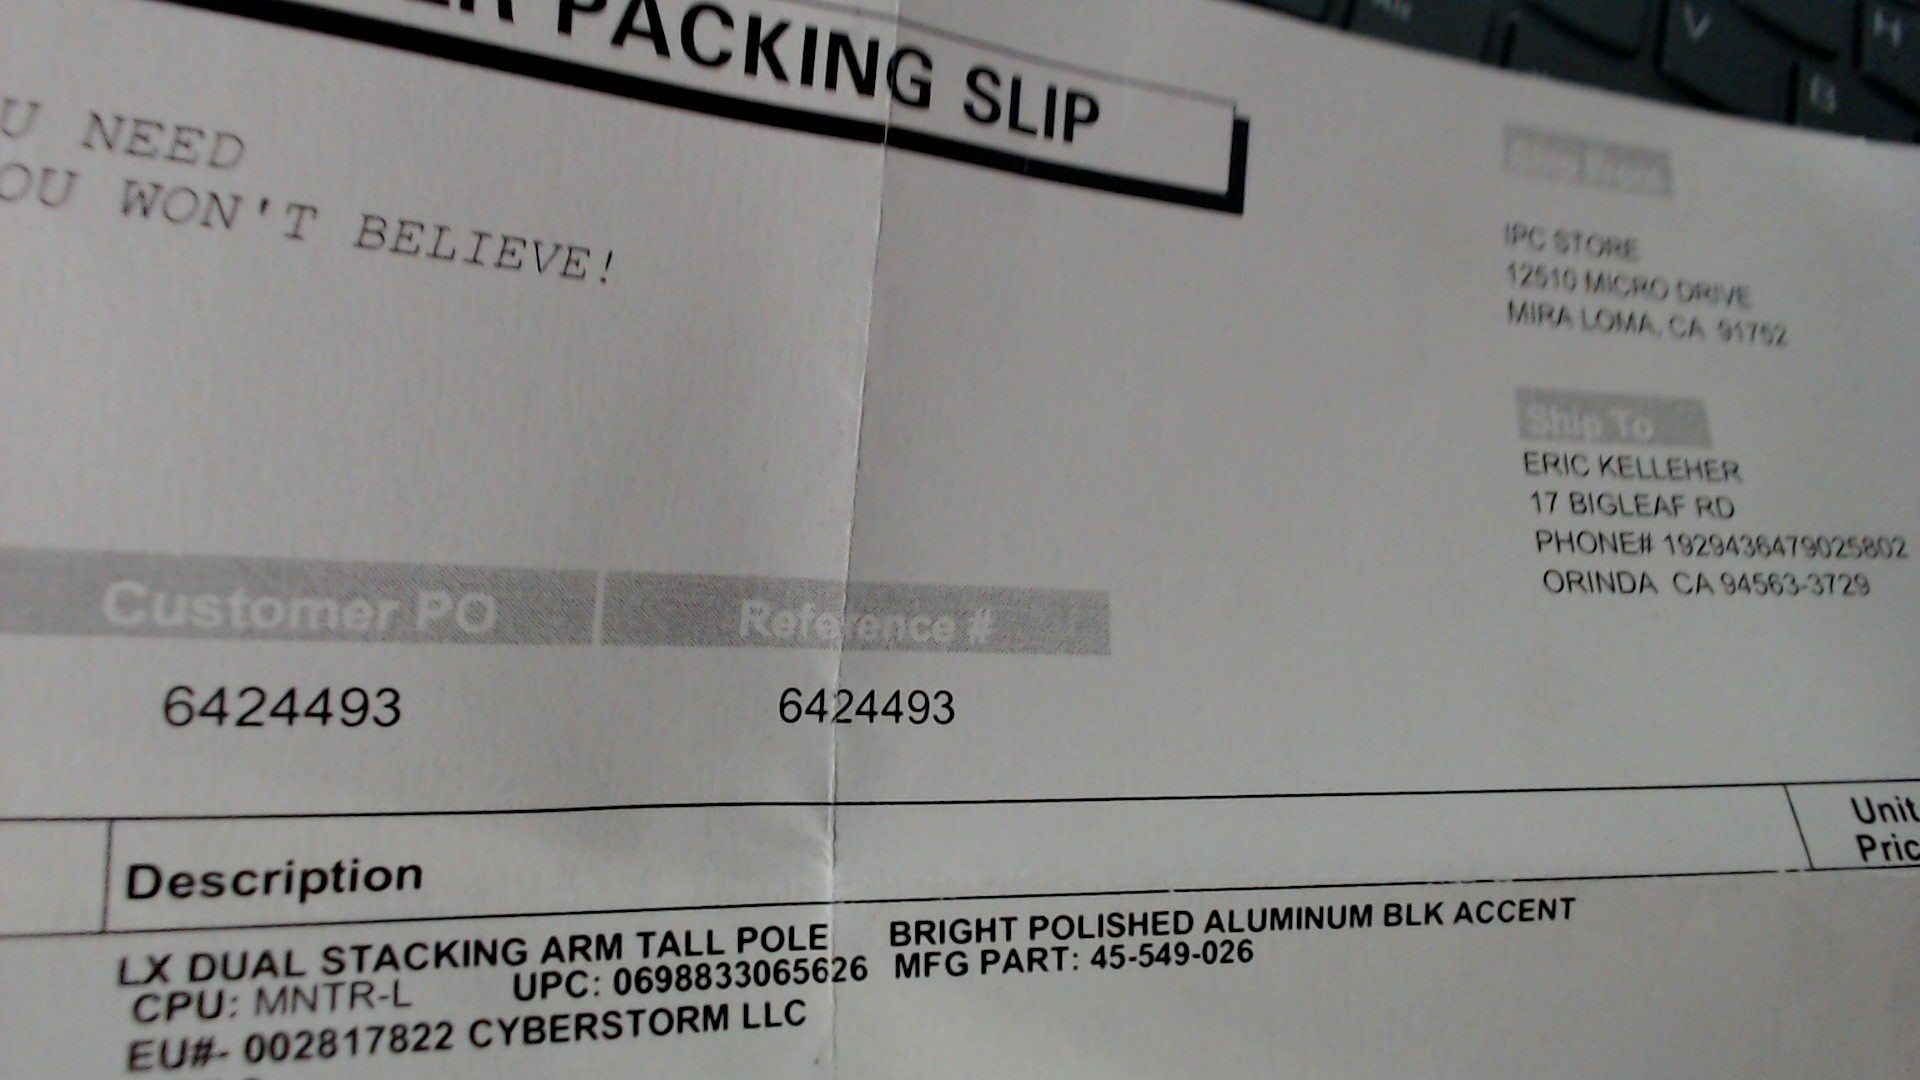 PACKING SLIP
U NEED
OU WON'T BELIEVE!
Ship From
IPC STORE
12510 MICRO DRIVE
MIRA LOMA, CA 91752
Ship To
ERIC KELLEHER
17 BIGLEAF RD
PHONE# 1929436479025802
ORINDA CA 94563-3729
Customer PO Reference #
6424493 6424493
Description Unit
Pric
LX DUAL STACKING ARM TALL POLE BRIGHT POLISHED ALUMINUM BLK ACCENT
CPU: MNTR-L UPC: 0698833065626 MFG PART: 45-549-026
EU#- 002817822 CYBERSTORM LLC